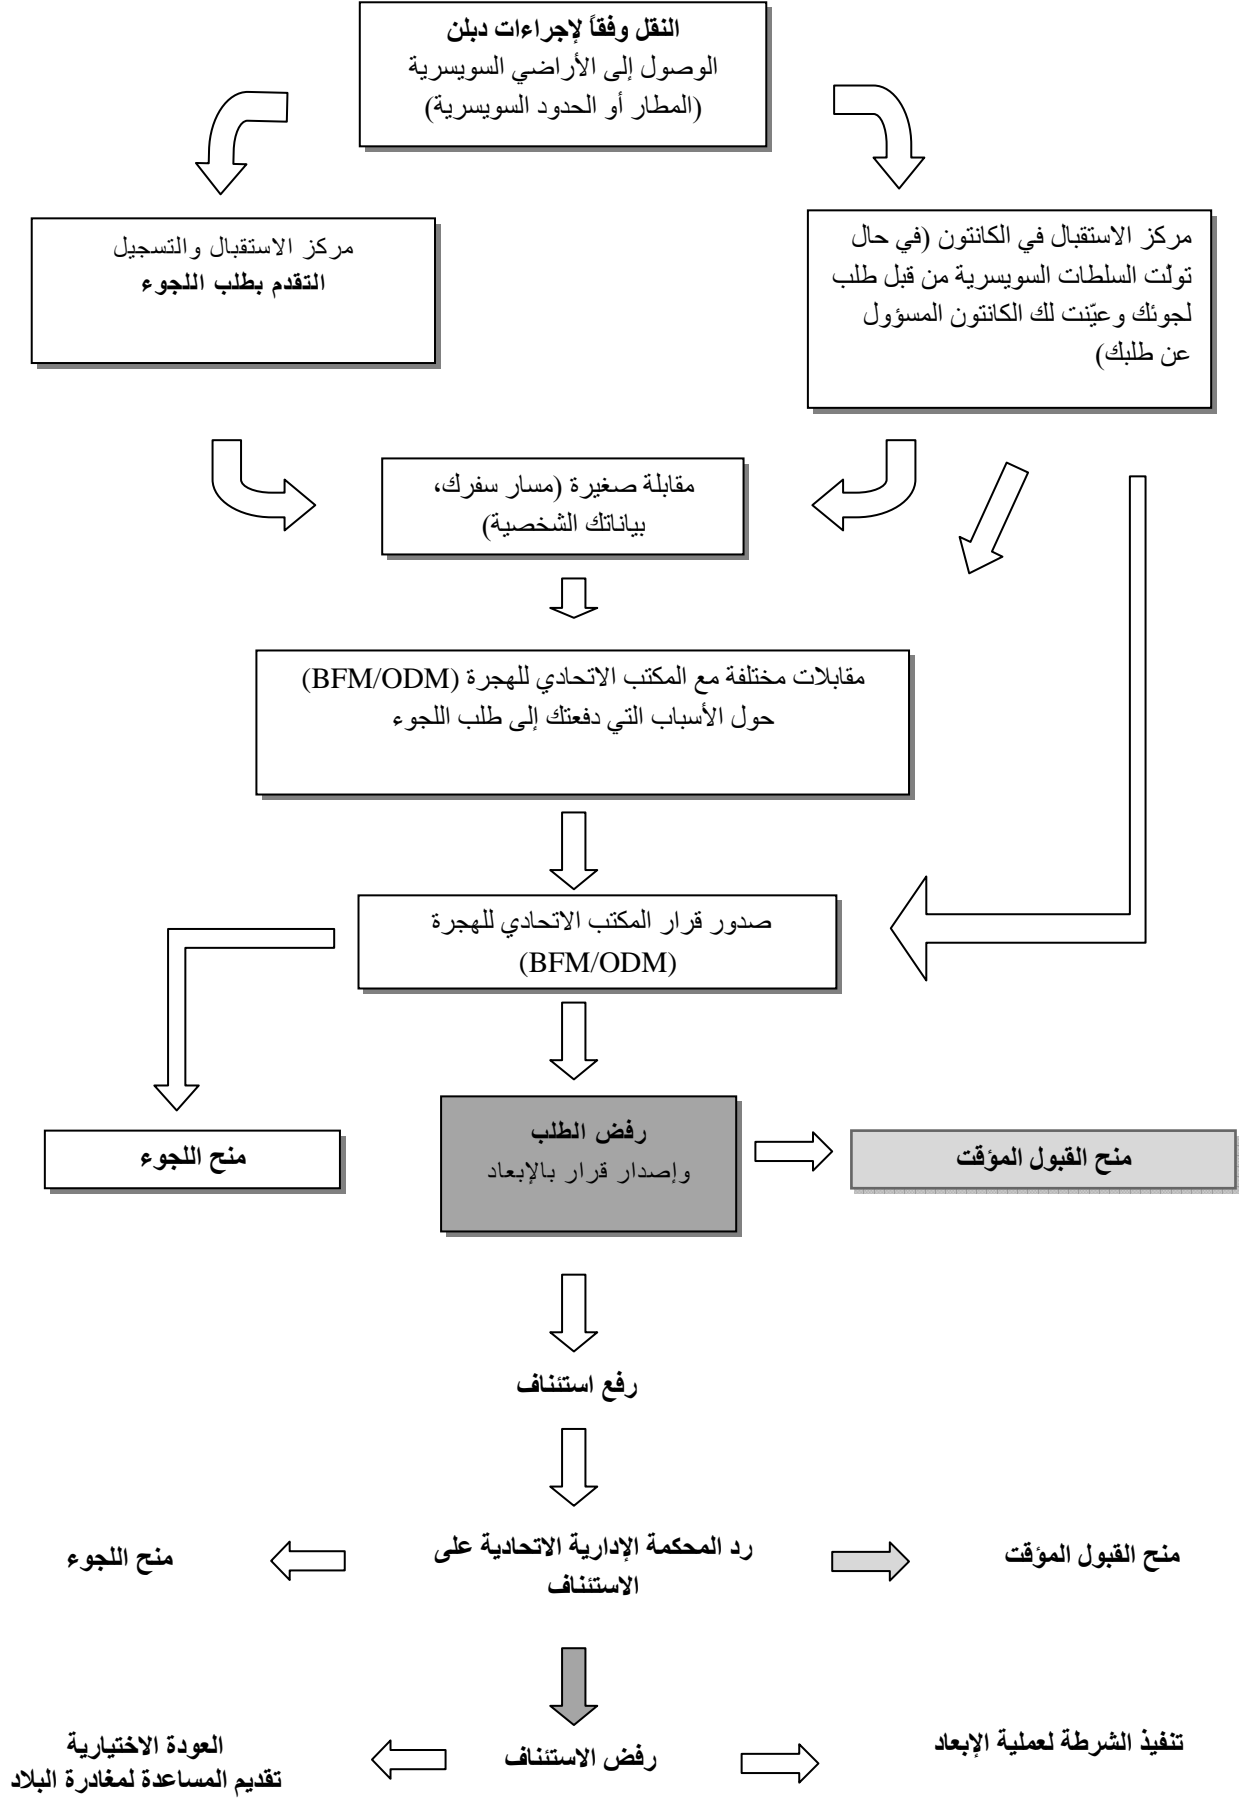 النقل وفقاً لإجراءات دبلن
الوصول إلى الأراضي السويسرية
(المطار أو الحدود السويسرية)
مركز الاستقبال في الكانتون (في حال
تولّت السلطات السويسرية من قبل طلب
لجوئك وعيّنت لك الكانتون المسؤول
عن طلبك)
مركز الاستقبال والتسجيل
التقدم بطلب اللجوء
مقابلة صغيرة (مسار سفرك،
بياناتك الشخصية)
مقابلات مختلفة مع المكتب الاتحادي للهجرة (BFM/ODM)
حول الأسباب التي دفعتك إلى طلب اللجوء
صدور قرار المكتب الاتحادي للهجرة
(BFM/ODM)
منح القبول المؤقت
رفض الطلب
وإصدار قرار بالإبعاد
منح اللجوء
رفع استئناف
منح القبول المؤقت
رد المحكمة الإدارية الاتحادية على
الاستئناف
منح اللجوء
تنفيذ الشرطة لعملية الإبعاد
رفض الاستئناف
العودة الاختيارية
تقديم المساعدة لمغادرة البلاد